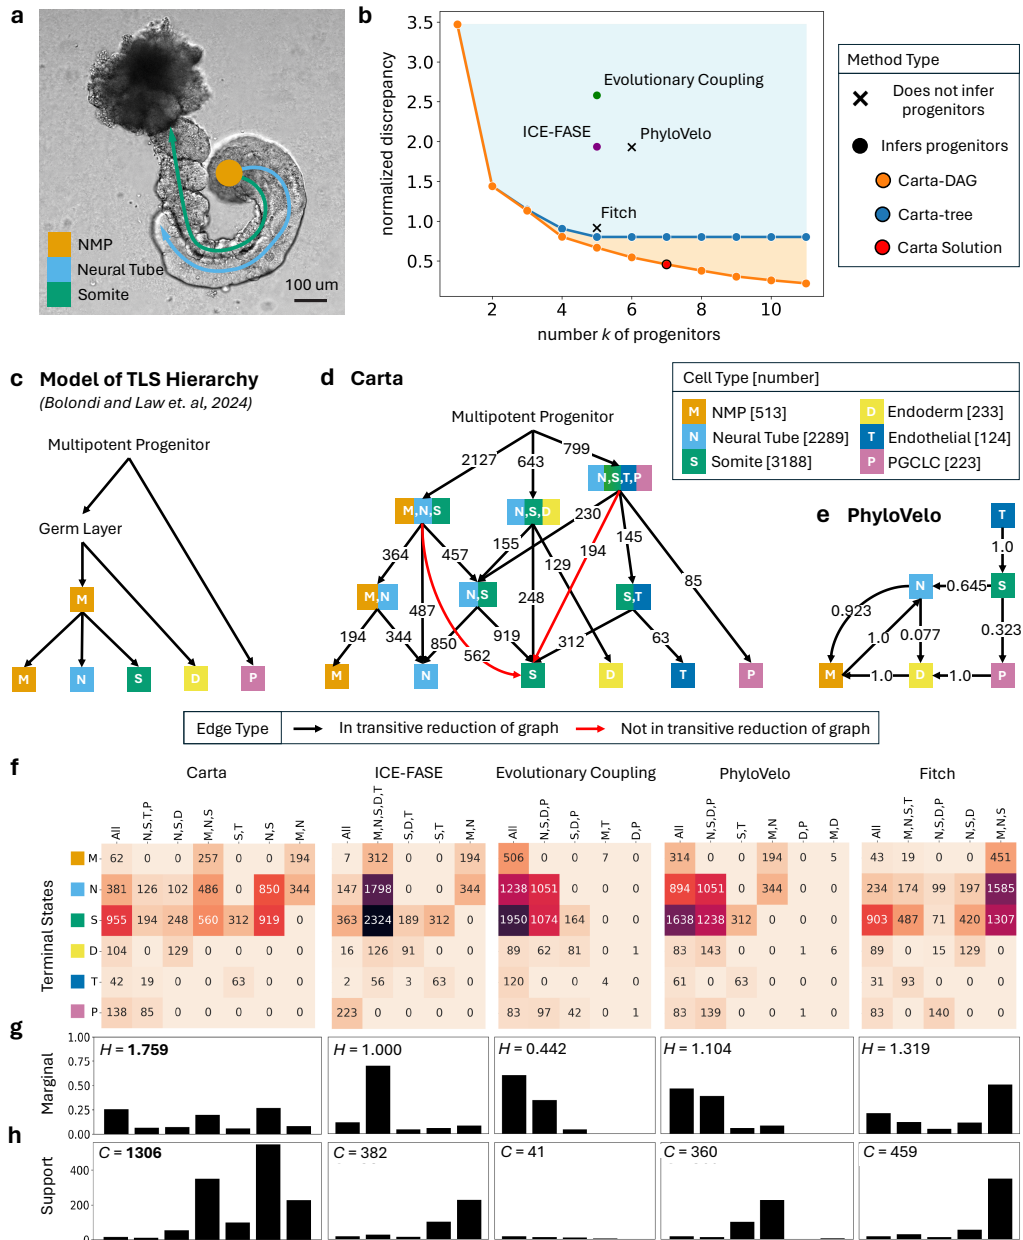 a
NMP
Neural Tube
Somite
100 um
b
3.5
3.0
2.5
2.0
1.5
1.0
0.5
normalized discrepancy
Evolutionary Coupling
ICE-FASE
PhyloVelo
Fitch
2 4 6 8 10
number k of progenitors
Method Type
Does not infer
progenitors
Infers progenitors
Carta-DAG
Carta-tree
Carta Solution
c Model of TLS Hierarchy
(Bolondi and Law et. al, 2024)
Multipotent Progenitor
Germ Layer
M
M N S D P
d Carta
Multipotent Progenitor
2127 643 799
M,N,S N,S,D N,S,T,P
364 457 155 230 129 194 145 85
M,N N,S S,T
487 248
194 344 850 562 919 312 63
M N S D T P
Cell Type [number]
M NMP [513] D Endoderm [233]
N Neural Tube [2289] T Endothelial [124]
S Somite [3188] P PGCLC [223]
e PhyloVelo
T
1.0
N 0.645 S
0.923 1.0 0.077 0.323
M 1.0 D 1.0 P
Edge Type In transitive reduction of graph Not in transitive reduction of graph
f
Carta ICE-FASE Evolutionary Coupling PhyloVelo Fitch
All N,S,T,P N,S,D M,N,S S,T N,S M,N
All M,N,S,D,T S,D,T S,T M,N
All N,S,D,P S,D,P M,T D,P
All N,S,D,P S,T M,N D,P M,D
All M,N,S,T N,S,D,P N,S,D M,N,S
Terminal States
M 62 0 0 257 0 0 194 7 312 0 0 194 506 0 0 7 0 314 0 0 194 0 5 43 19 0 0 451
N 381 126 102 486 0 850 344 147 1798 0 0 344 1238 1051 0 0 0 894 1051 0 344 0 0 234 174 99 197 1585
S 955 194 248 560 312 919 0 363 2324 189 312 0 1950 1074 164 0 0 1638 1238 312 0 0 0 903 487 71 420 1307
D 104 0 129 0 0 0 0 16 126 91 0 0 89 62 81 0 1 83 143 0 0 1 6 89 0 15 129 0
T 42 19 0 0 63 0 0 2 56 3 63 0 120 0 0 4 0 61 0 63 0 0 0 31 93 0 0 0
P 138 85 0 0 0 0 0 223 0 0 0 0 83 97 42 0 1 83 139 0 0 1 0 83 0 140 0 0
g
Marginal
1.00
0.75
0.50
0.25
0.00
H = 1.759
H = 1.000
H = 0.442
H = 1.104
H = 1.319
h
Support
400
200
0
C = 1306
C = 382
C = 41
C = 360
C = 459